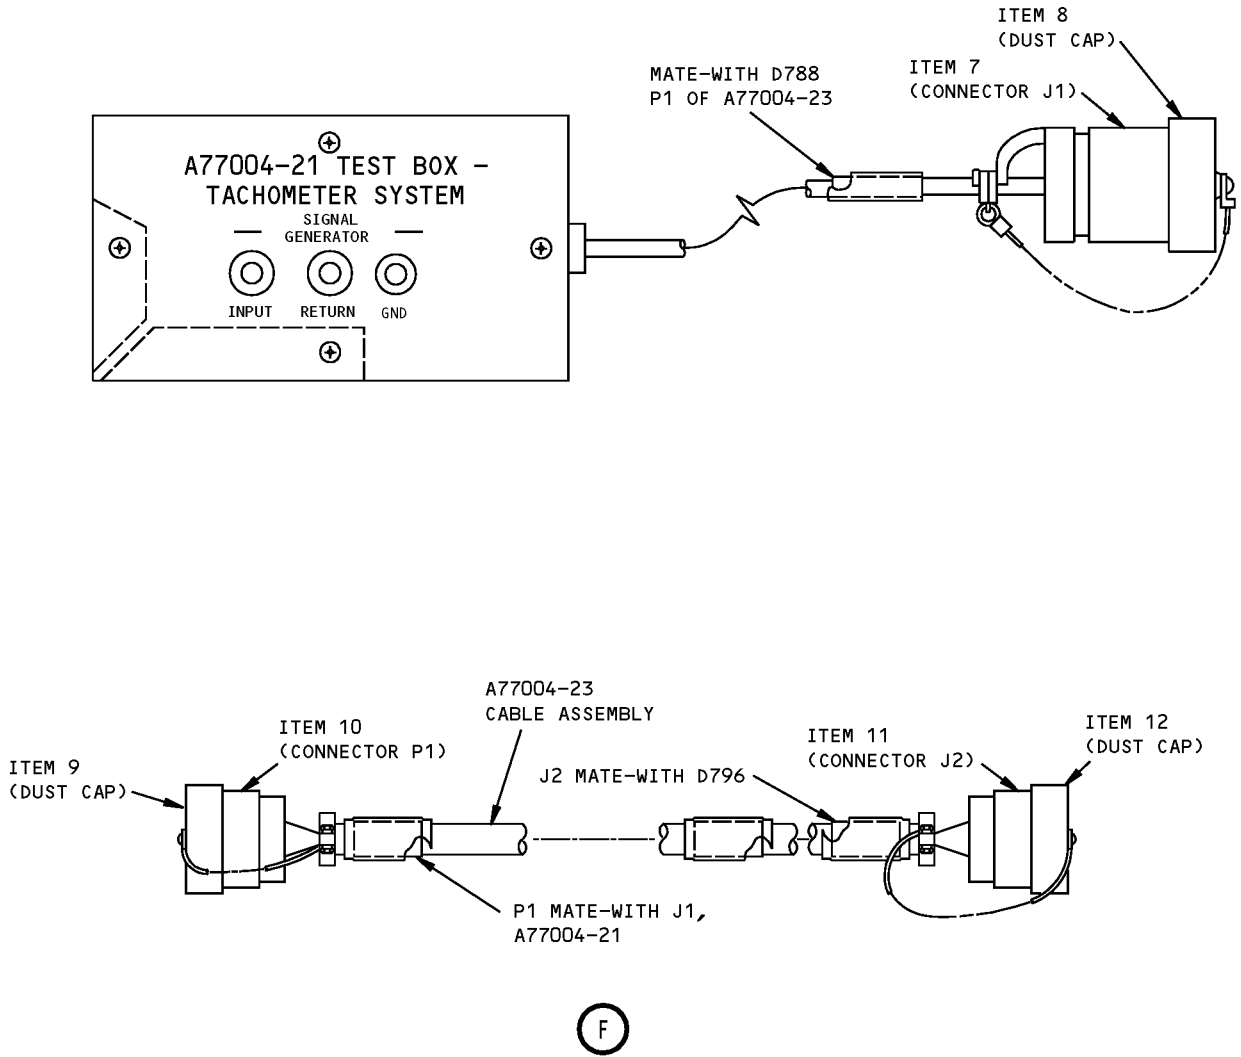 ITEM 8
(DUST CAP)
ITEM 7
(CONNECTOR J1)
MATE-WITH D788
P1 OF A77004-23
A77004-21 TEST BOX -
TACHOMETER SYSTEM
SIGNAL
GENERATOR
INPUT RETURN GND
A77004-23
CABLE ASSEMBLY
ITEM 10
(CONNECTOR P1)
ITEM 9
(DUST CAP)
J2 MATE-WITH D796
ITEM 11
(CONNECTOR J2)
ITEM 12
(DUST CAP)
P1 MATE-WITH J1,
A77004-21
F